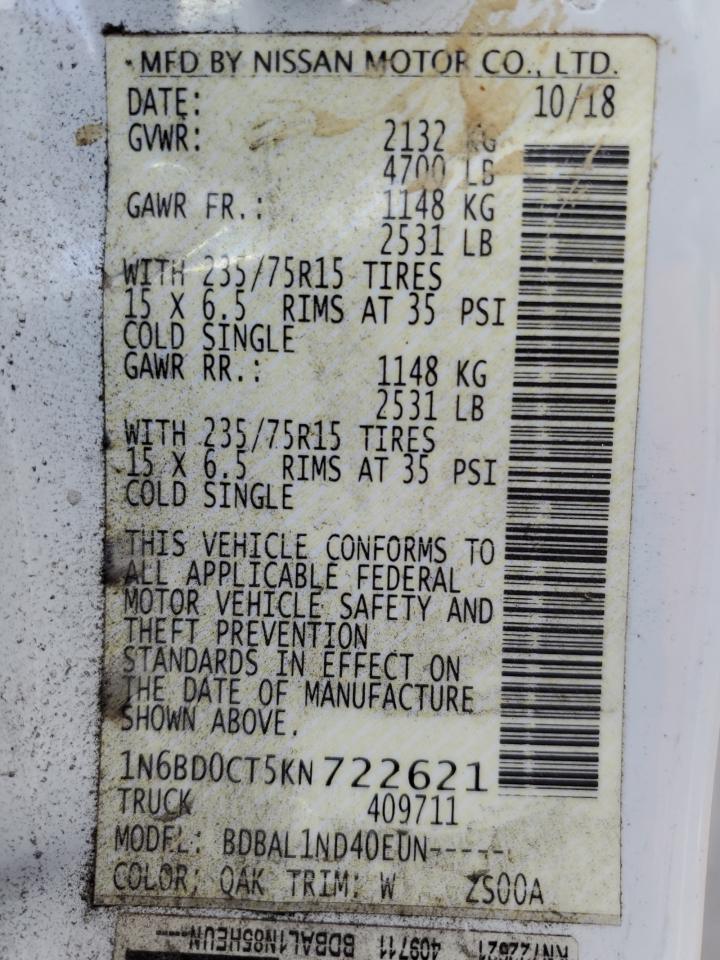 MFD BY NISSAN MOTOR CO., LTD.
DATE: 10/18
GVWR: 2132 KG
4700 LB
GAWR FR.: 1148 KG
2531 LB
WITH 235/75R15 TIRES
15 X 6.5 RIMS AT 35 PSI
COLD SINGLE
GAWR RR.: 1148 KG
2531 LB
WITH 235/75R15 TIRES
15 X 6.5 RIMS AT 35 PSI
COLD SINGLE
THIS VEHICLE CONFORMS TO
ALL APPLICABLE FEDERAL
MOTOR VEHICLE SAFETY AND
THEFT PREVENTION
STANDARDS IN EFFECT ON
THE DATE OF MANUFACTURE
SHOWN ABOVE.
1N6BD0CT5KN722621
TRUCK 409711
MODEL: BDBAL1ND40EUN-----
COLOR; QAK TRIM: W ZS00A
KN722621 409711 BDBAL1N85HEUN-----